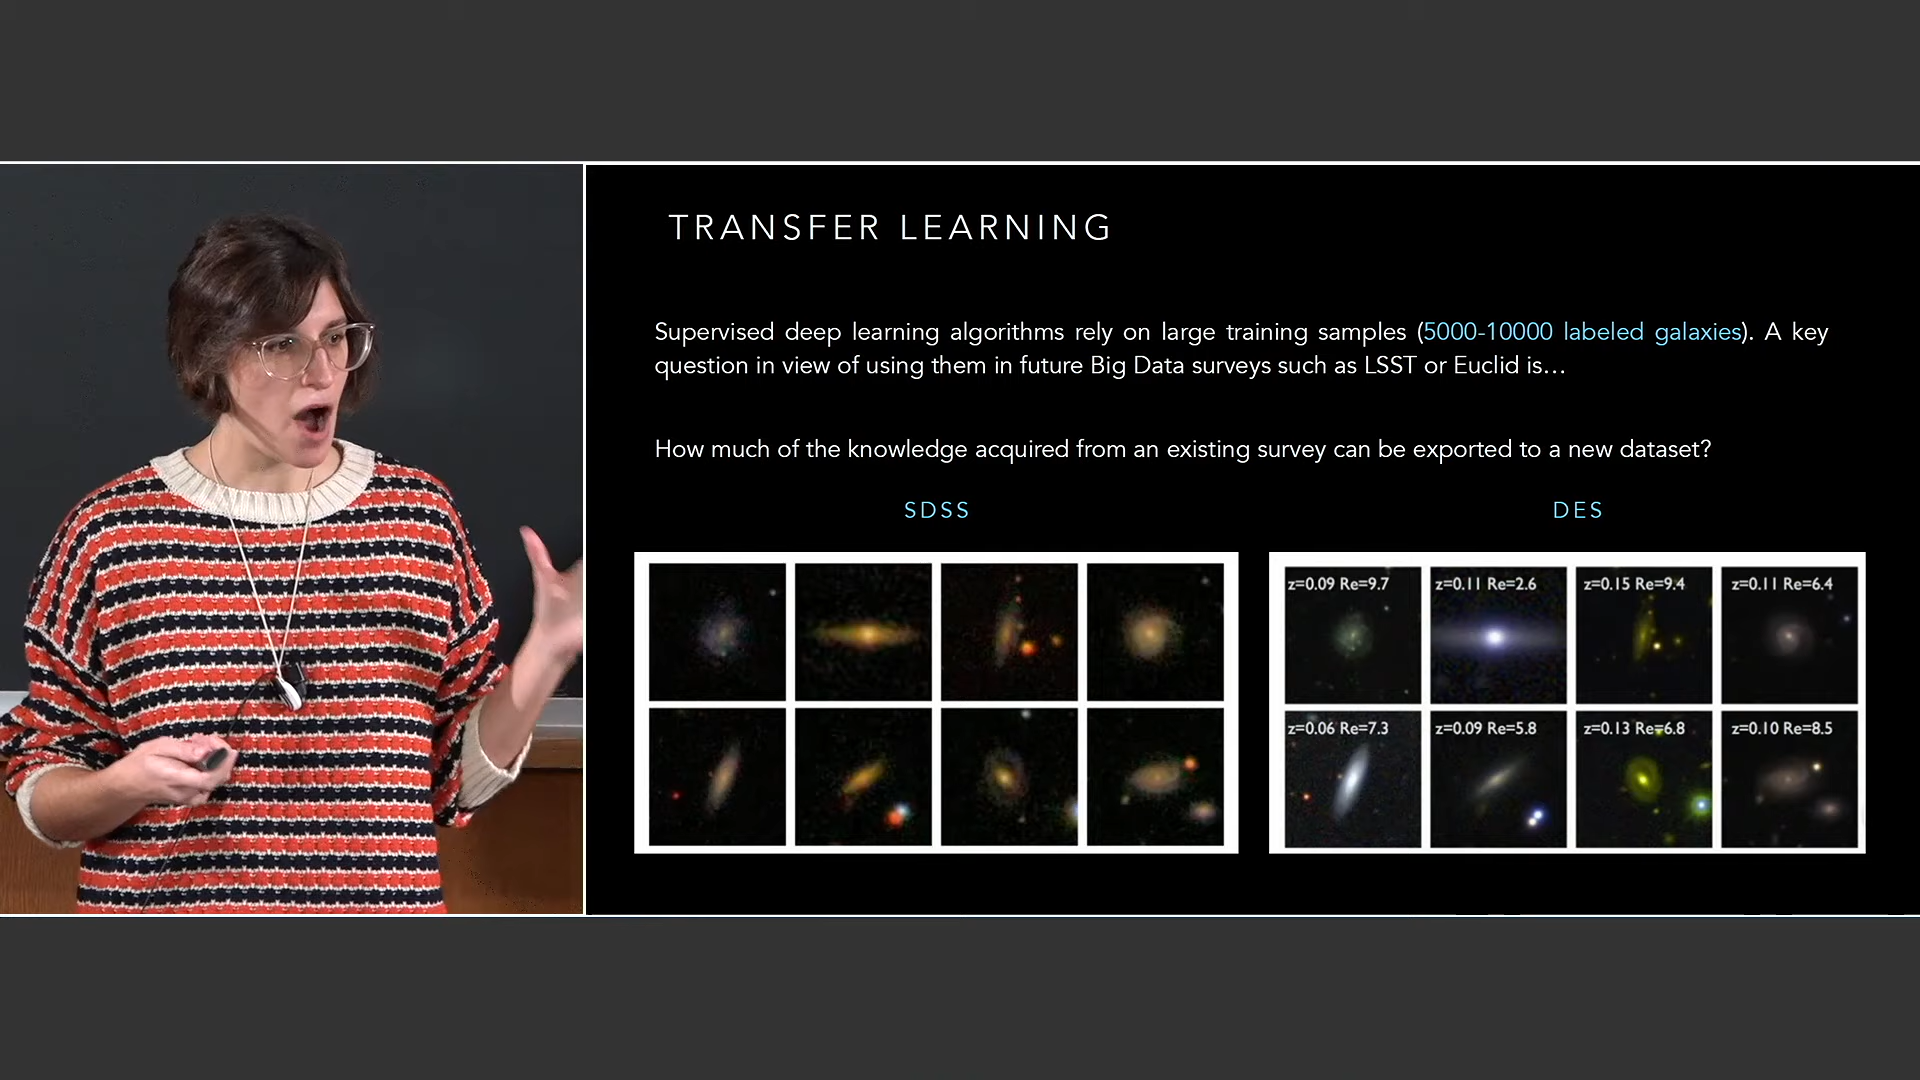 TRANSFER LEARNING
Supervised deep learning algorithms rely on large training samples (5000-10000 labeled galaxies). A key
question in view of using them in future Big Data surveys such as LSST or Euclid is…
How much of the knowledge acquired from an existing survey can be exported to a new dataset?
SDSS
DES
z=0.09 Re=9.7
z=0.11 Re=2.6
z=0.15 Re=9.4
z=0.11 Re=6.4
z=0.06 Re=7.3
z=0.09 Re=5.8
z=0.13 Re=6.8
z=0.10 Re=8.5